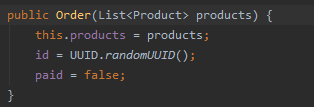 public Order(List<Product> products) {
this.products = products;
id = UUID.randomUUID();
paid = false;
}